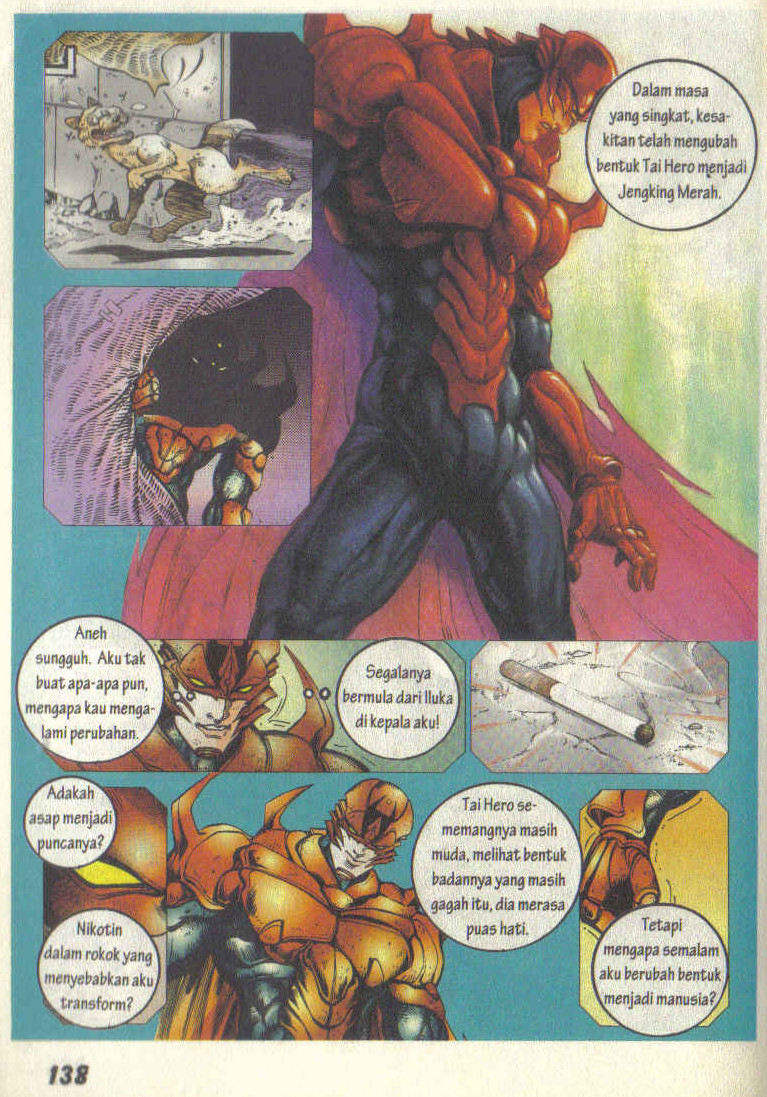 Dalam masa
yang singkat, kesa-
kitan telah mengubah
bentuk Tai Hero menjadi
Jengking Merah.
Aneh
sungguh. Aku tak
buat apa-apa pun,
mengapa kau menga-
lami perubahan.
Segalanya
bermula dari lluka
di kepala aku!
Adakah
asap menjadi
puncanya?
Nikotin
dalam rokok yang
menyebabkan aku
transform?
Tai Hero se-
memangnya masih
muda, melihat bentuk
badannya yang masih
gagah itu, dia merasa
puas hati.
Tetapi
mengapa semalam
aku berubah bentuk
menjadi manusia?
138